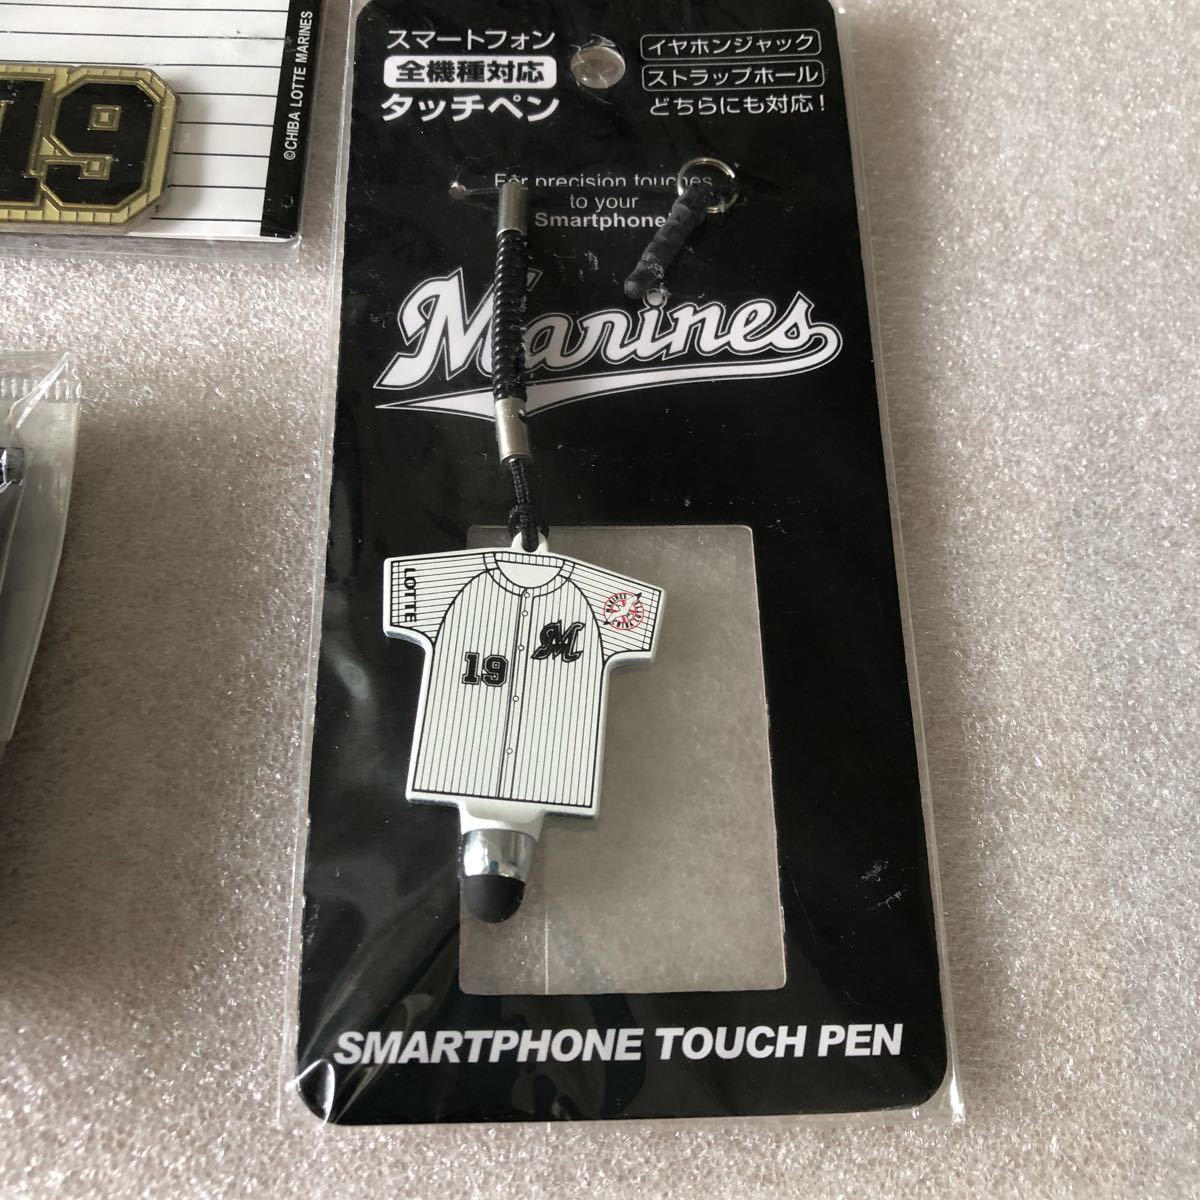 ©CHIBA LOTTE MARINES
19
スマートフォン
全機種対応
タッチペン
イヤホンジャック
ストラップホール
どちらにも対応!
For precision touches
to your
Smartphone!
Marines
LOTTE
MARINES
M
19
SMARTPHONE TOUCH PEN